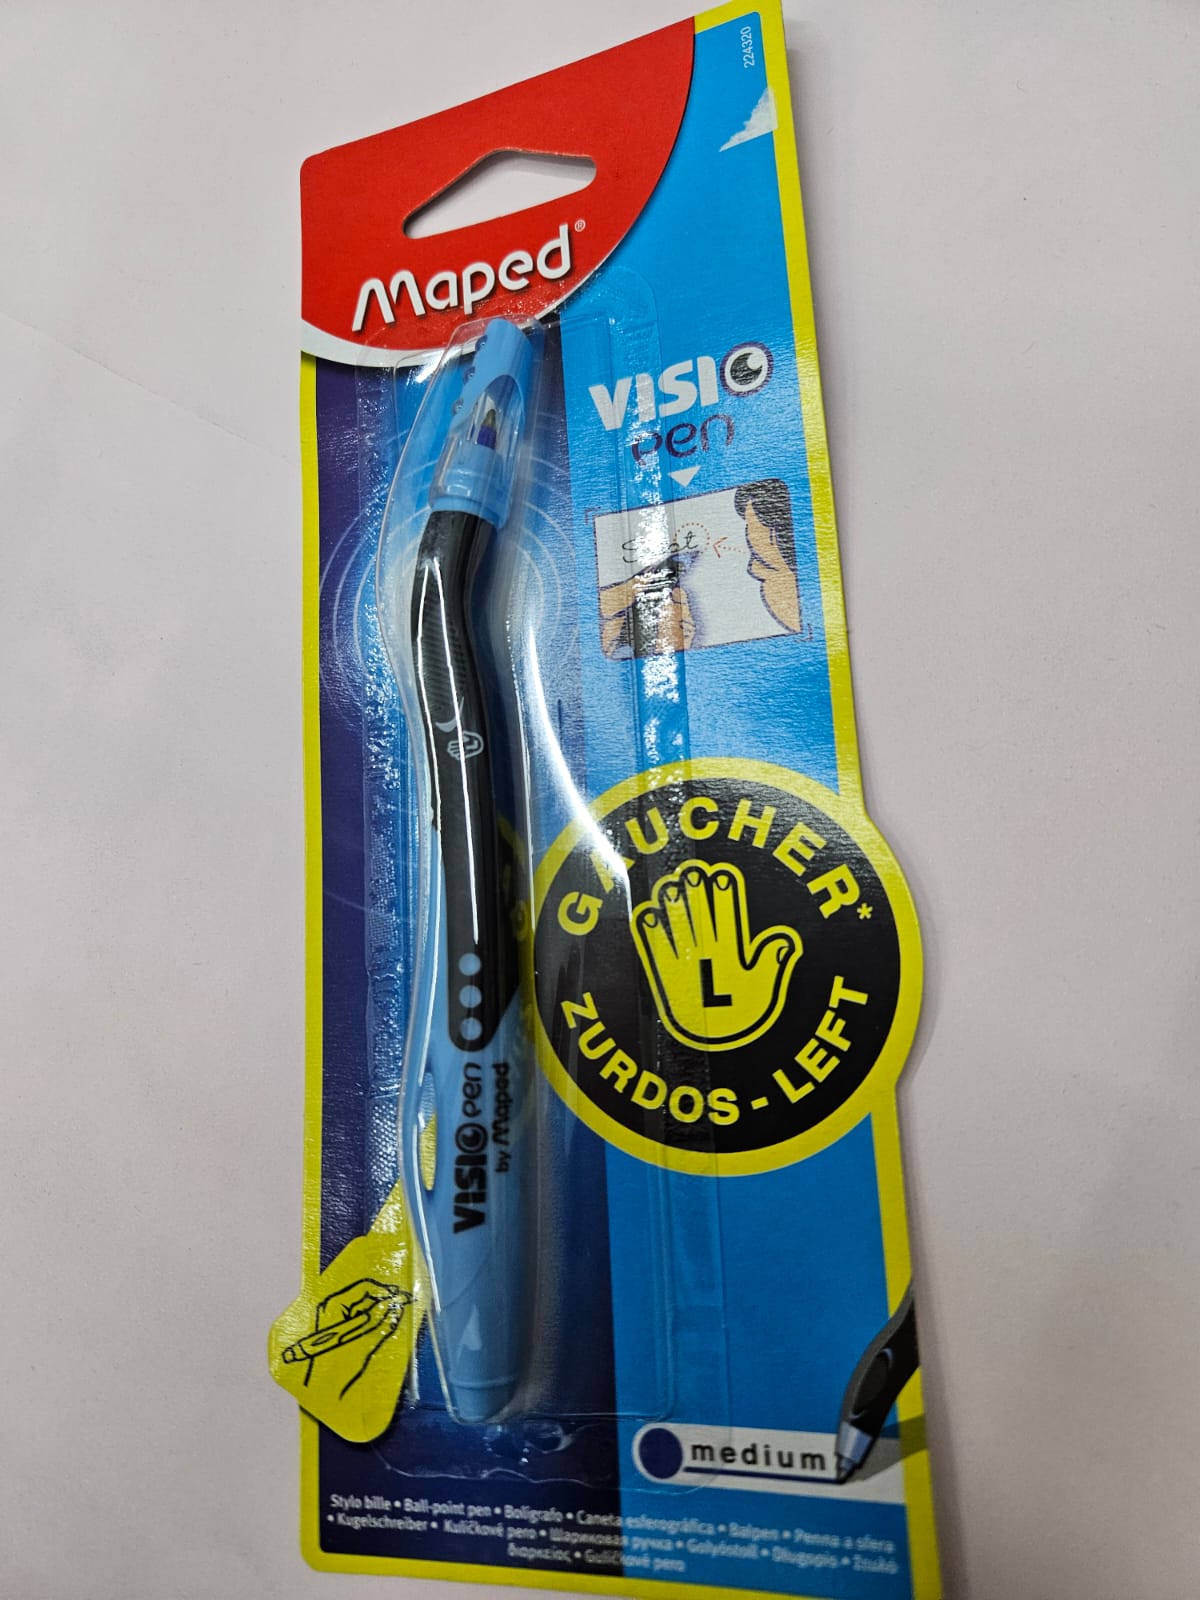 224320
Maped®
VISIO
pen
GAUCHER*
L
ZURDOS - LEFT
VISIO pen
by Maped
medium
Stylo bille • Ball-point pen • Bolígrafo • Caneta esferográfica • Balpen • Penna a sfera
• Kugelschreiber • Kuličkové pero • Шариковая ручка • Golyóstoll • Długopis • Στυλό
διαρκείας • Guličkové pero